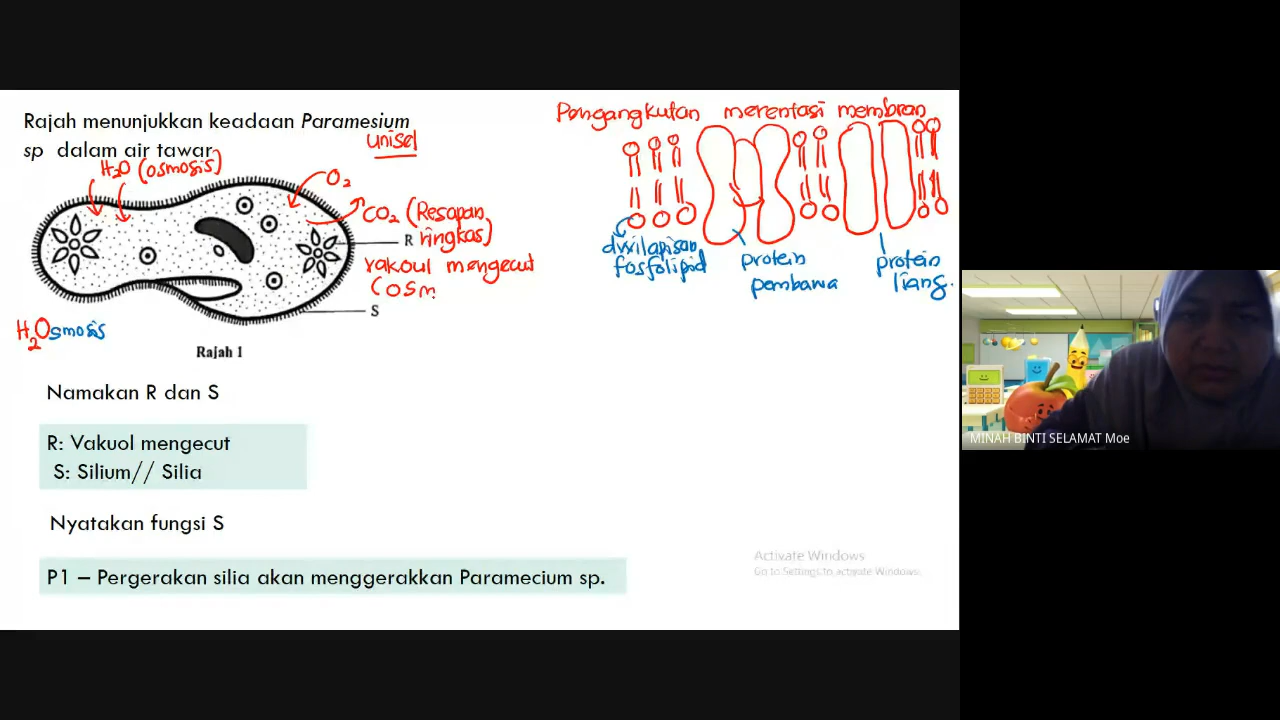 Rajah menunjukkan keadaan Paramesium
sp dalam air tawar
unisel
H2O (osmosis)
O2
CO2 (Resapan
ringkas)
R
vakoul mengecut
(osm
S
H2Osmosis
Rajah 1
Pengangkutan merentasi membran
dwilapisan
fosfolipid
protein
pembawa
protein
liang.
Namakan R dan S
R: Vakuol mengecut
S: Silium// Silia
Nyatakan fungsi S
P1 – Pergerakan silia akan menggerakkan Paramecium sp.
Activate Windows
Go to Settings to activate Windows.
MINAH BINTI SELAMAT Moe